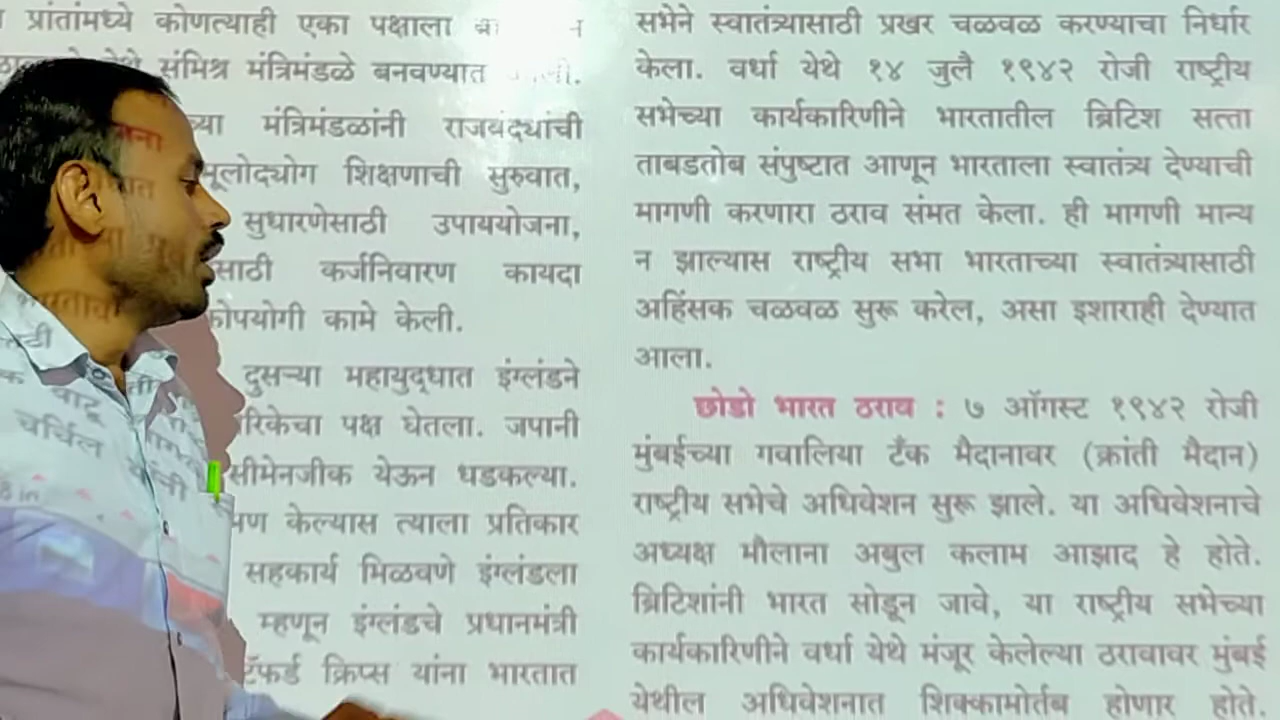 प्रांतांमध्ये कोणत्याही एका पक्षाला
संमिश्र मंत्रिमंडळे बनवण्यात
मंत्रिमंडळांनी राजबंद्यांची
मूलोद्योग शिक्षणाची सुरुवात,
सुधारणेसाठी उपाययोजना,
साठी कर्जनिवारण कायदा
कोपयोगी कामे केली.
दुसऱ्या महायुद्धात इंग्लंडने
रिकेचा पक्ष घेतला. जपानी
सीमेनजीक येऊन धडकल्या.
मण केल्यास त्याला प्रतिकार
सहकार्य मिळवणे इंग्लंडला
म्हणून इंग्लंडचे प्रधानमंत्री
टॅफर्ड क्रिप्स यांना भारतात
सभेने स्वातंत्र्यासाठी प्रखर चळवळ करण्याचा निर्धार
केला. वर्धा येथे १४ जुलै १९४२ रोजी राष्ट्रीय
सभेच्या कार्यकारिणीने भारतातील ब्रिटिश सत्ता
ताबडतोब संपुष्टात आणून भारताला स्वातंत्र्य देण्याची
मागणी करणारा ठराव संमत केला. ही मागणी मान्य
न झाल्यास राष्ट्रीय सभा भारताच्या स्वातंत्र्यासाठी
अहिंसक चळवळ सुरू करेल, असा इशाराही देण्यात
आला.
छोडो भारत ठराव : ७ ऑगस्ट १९४२ रोजी
मुंबईच्या गवालिया टँक मैदानावर (क्रांती मैदान)
राष्ट्रीय सभेचे अधिवेशन सुरू झाले. या अधिवेशनाचे
अध्यक्ष मौलाना अबुल कलाम आझाद हे होते.
ब्रिटिशांनी भारत सोडून जावे, या राष्ट्रीय सभेच्या
कार्यकारिणीने वर्धा येथे मंजूर केलेल्या ठरावावर मुंबई
येथील अधिवेशनात शिक्कामोर्तब होणार होते.